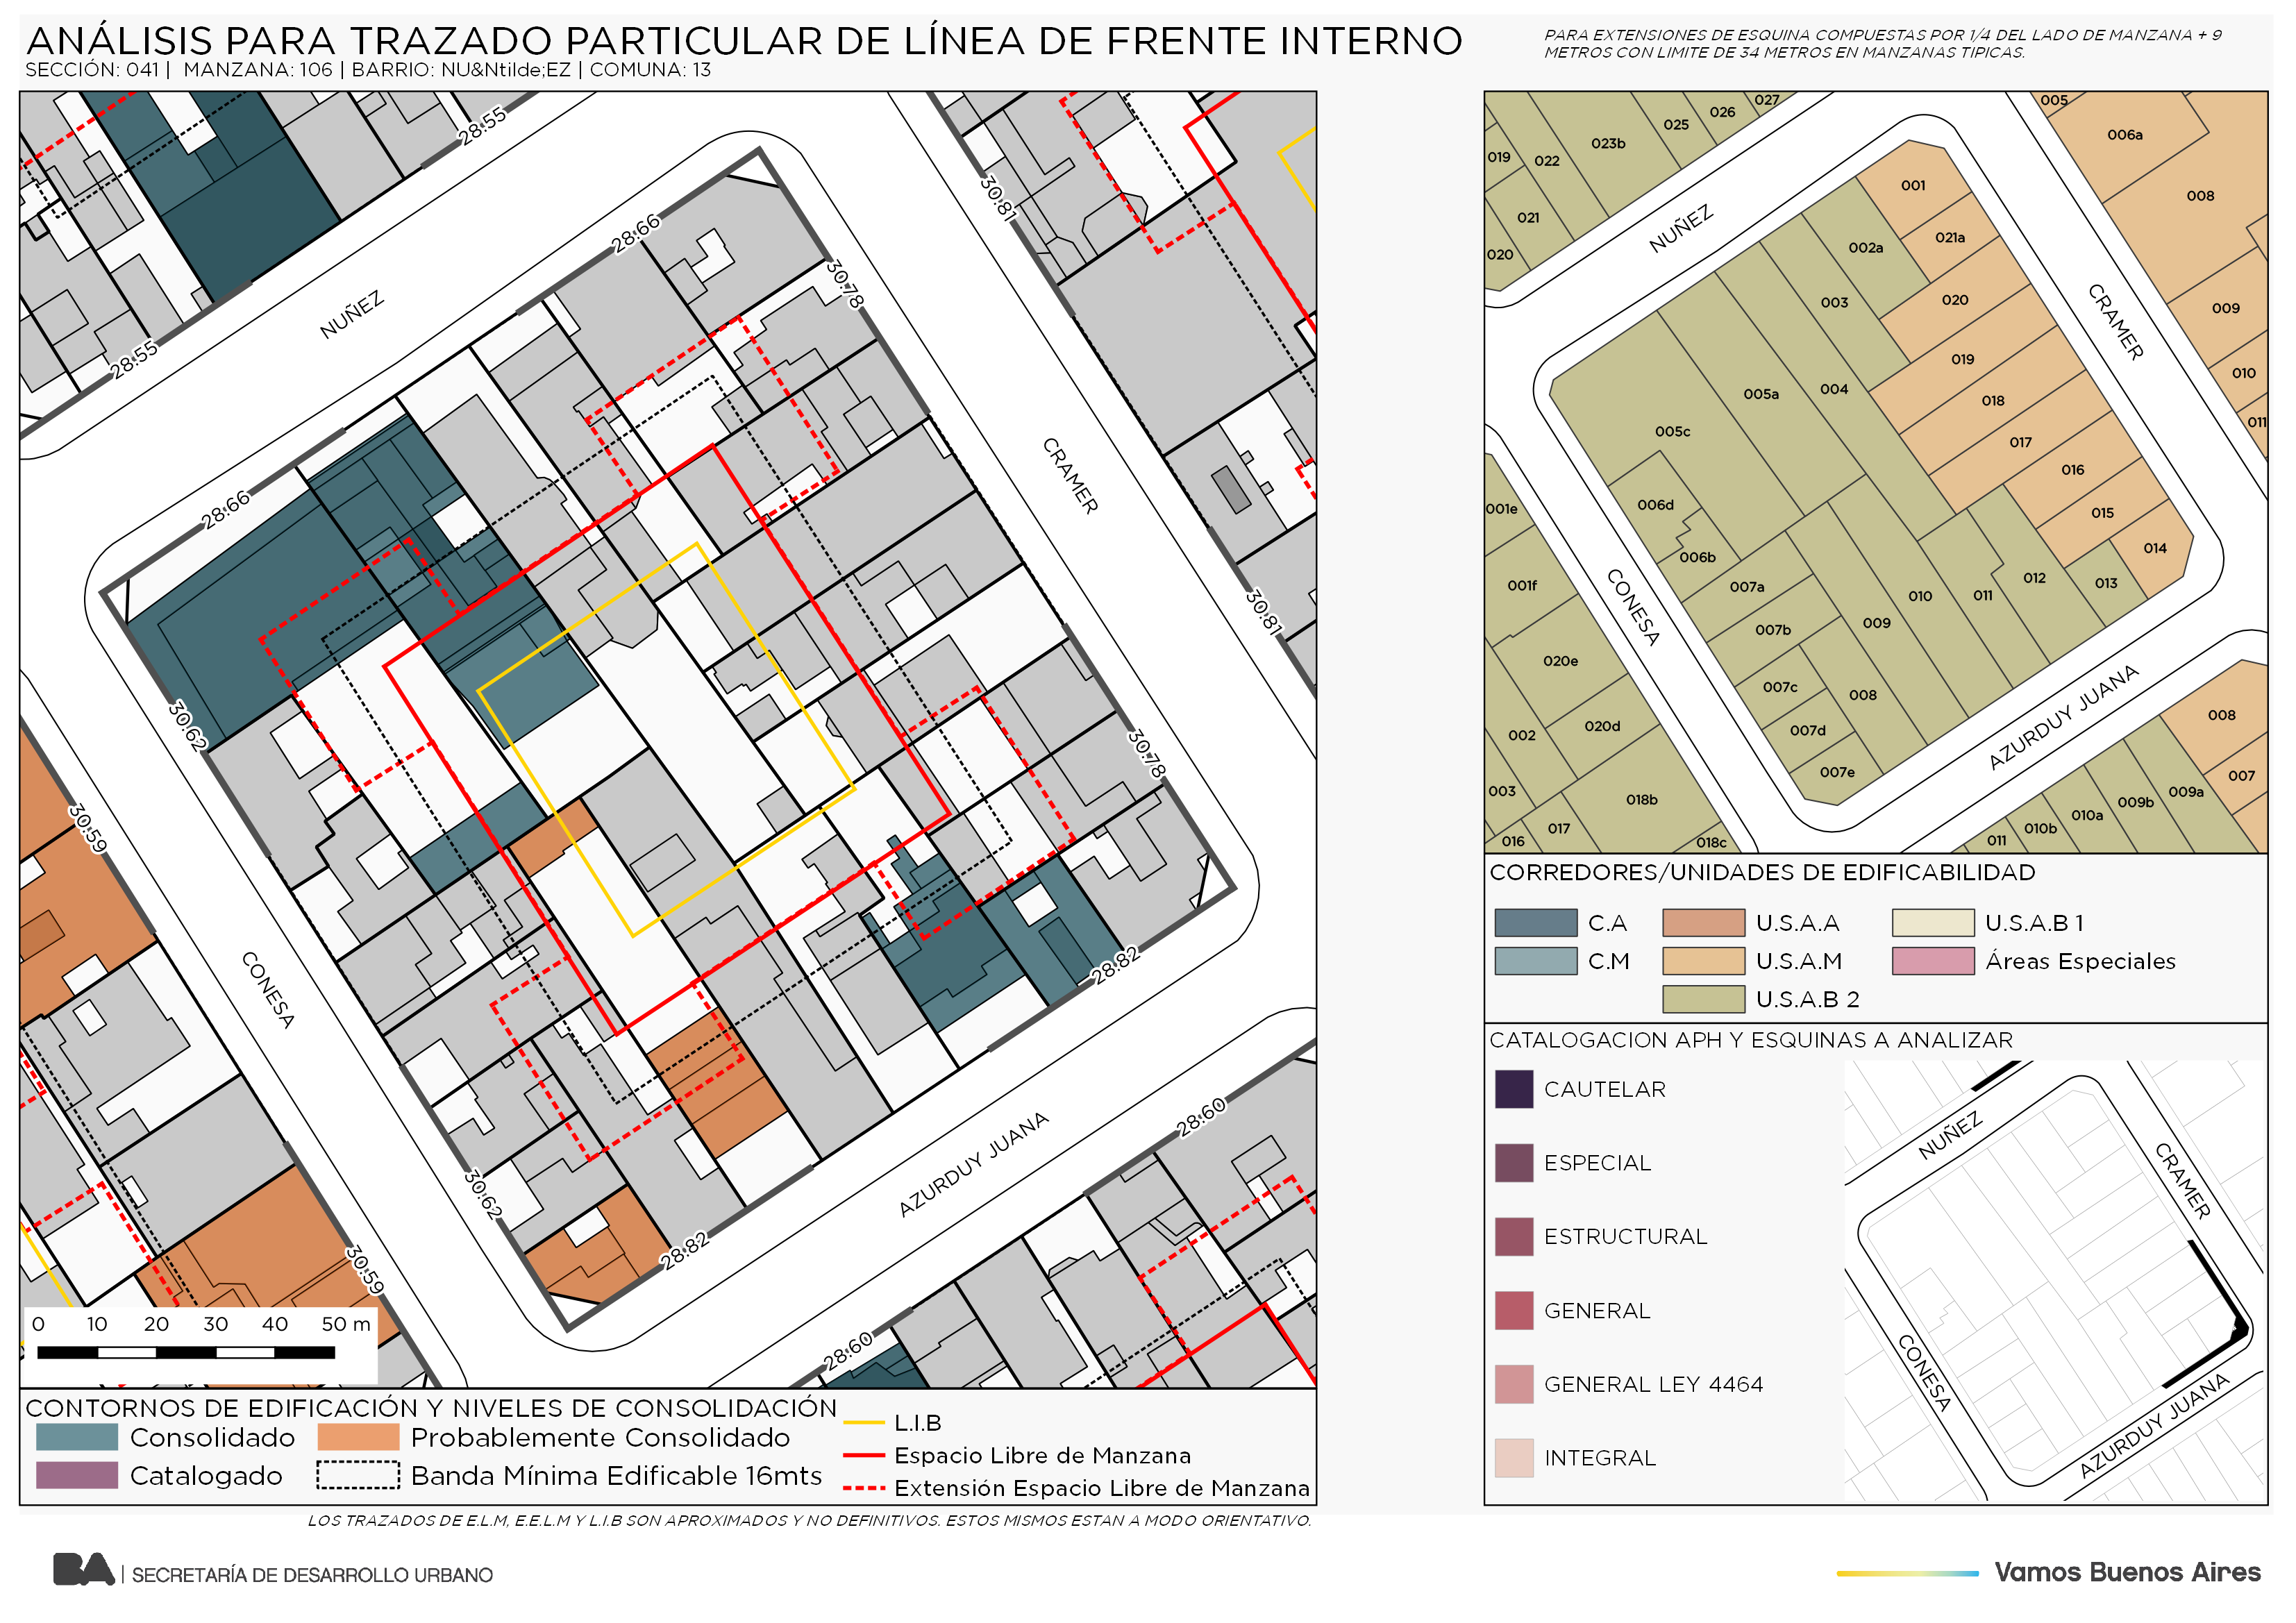 ANÁLISIS PARA TRAZADO PARTICULAR DE LÍNEA DE FRENTE INTERNO
SECCIÓN: 041 | MANZANA: 106 | BARRIO: NU&Ntilde;EZ | COMUNA: 13
PARA EXTENSIONES DE ESQUINA COMPUESTAS POR 1/4 DEL LADO DE MANZANA + 9
METROS CON LIMITE DE 34 METROS EN MANZANAS TIPICAS.
28.55
28.55
NUÑEZ
28.66
28.66
30.81
30.78
CRAMER
30.62
30.59
30.81
30.78
CONESA
28.82
30.62
AZURDUY JUANA
28.60
28.82
30.59
28.60
0 10 20 30 40 50 m
CONTORNOS DE EDIFICACIÓN Y NIVELES DE CONSOLIDACIÓN
Consolidado
Probablemente Consolidado
Catalogado
Banda Mínima Edificable 16mts
L.I.B
Espacio Libre de Manzana
Extensión Espacio Libre de Manzana
LOS TRAZADOS DE E.L.M, E.E.L.M Y L.I.B SON APROXIMADOS Y NO DEFINITIVOS. ESTOS MISMOS ESTAN A MODO ORIENTATIVO.
027
026
025
023b
022
019
021
020
005
006a
008
009
010
011
NUÑEZ
CRAMER
001
021a
002a
020
003
019
004
005a
018
005c
017
016
006d
015
006b
014
007a
012
013
010
011
007b
009
007c
008
007d
007e
001e
001f
020e
020d
002
003
018b
017
016
018c
CONESA
AZURDUY JUANA
008
007
009a
009b
010a
010b
011
CORREDORES/UNIDADES DE EDIFICABILIDAD
C.A
U.S.A.A
U.S.A.B 1
C.M
U.S.A.M
Áreas Especiales
U.S.A.B 2
CATALOGACION APH Y ESQUINAS A ANALIZAR
CAUTELAR
ESPECIAL
ESTRUCTURAL
GENERAL
GENERAL LEY 4464
INTEGRAL
NUÑEZ
CRAMER
CONESA
AZURDUY JUANA
BA | SECRETARÍA DE DESARROLLO URBANO
Vamos Buenos Aires